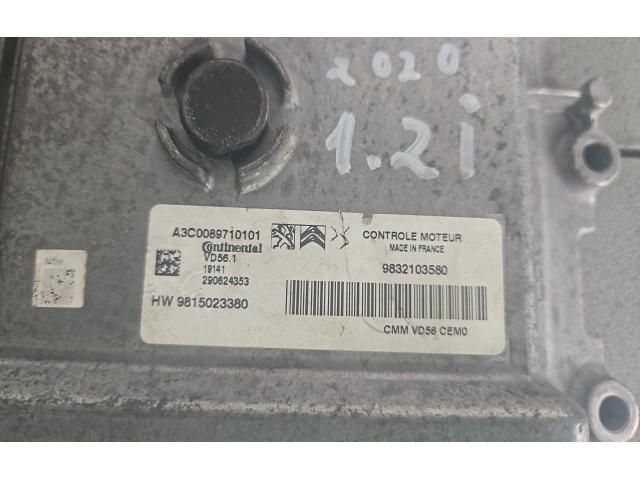 2020
1.2i
A3C0069710101
Continental
VD56.1
19141
290624353
HW 9815023380
CONTROLE MOTEUR
MADE IN FRANCE
9832103580
CMM VD56 CEM0